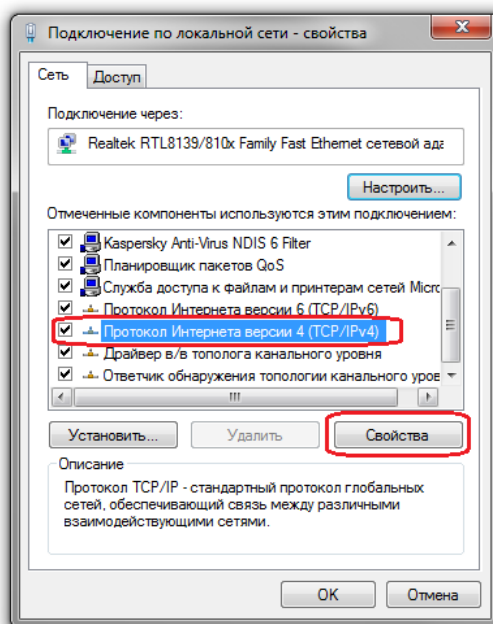 Подключение по локальной сети - свойства
Сеть
Доступ
Подключение через:
Realtek RTL8139/810x Family Fast Ethernet сетевой ада
Настроить...
Отмеченные компоненты используются этим подключением:
Kaspersky Anti-Virus NDIS 6 Filter
Планировщик пакетов QoS
Служба доступа к файлам и принтерам сетей Micro
Протокол Интернета версии 6 (TCP/IPv6)
Протокол Интернета версии 4 (TCP/IPv4)
Драйвер в/в тополога канального уровня
Ответчик обнаружения топологии канального уров
Установить...
Удалить
Свойства
Описание
Протокол TCP/IP - стандартный протокол глобальных
сетей, обеспечивающий связь между различными
взаимодействующими сетями.
OK
Отмена